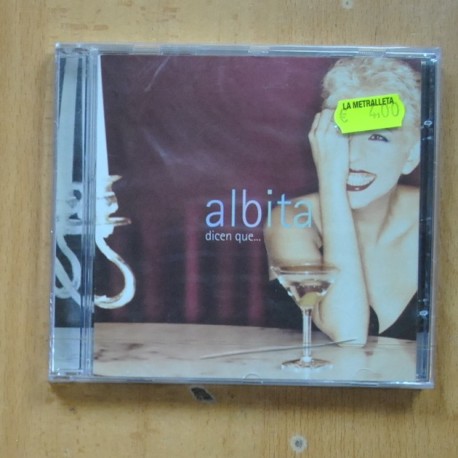 LA METRALLETA
€ 4,00
albita
dicen que...